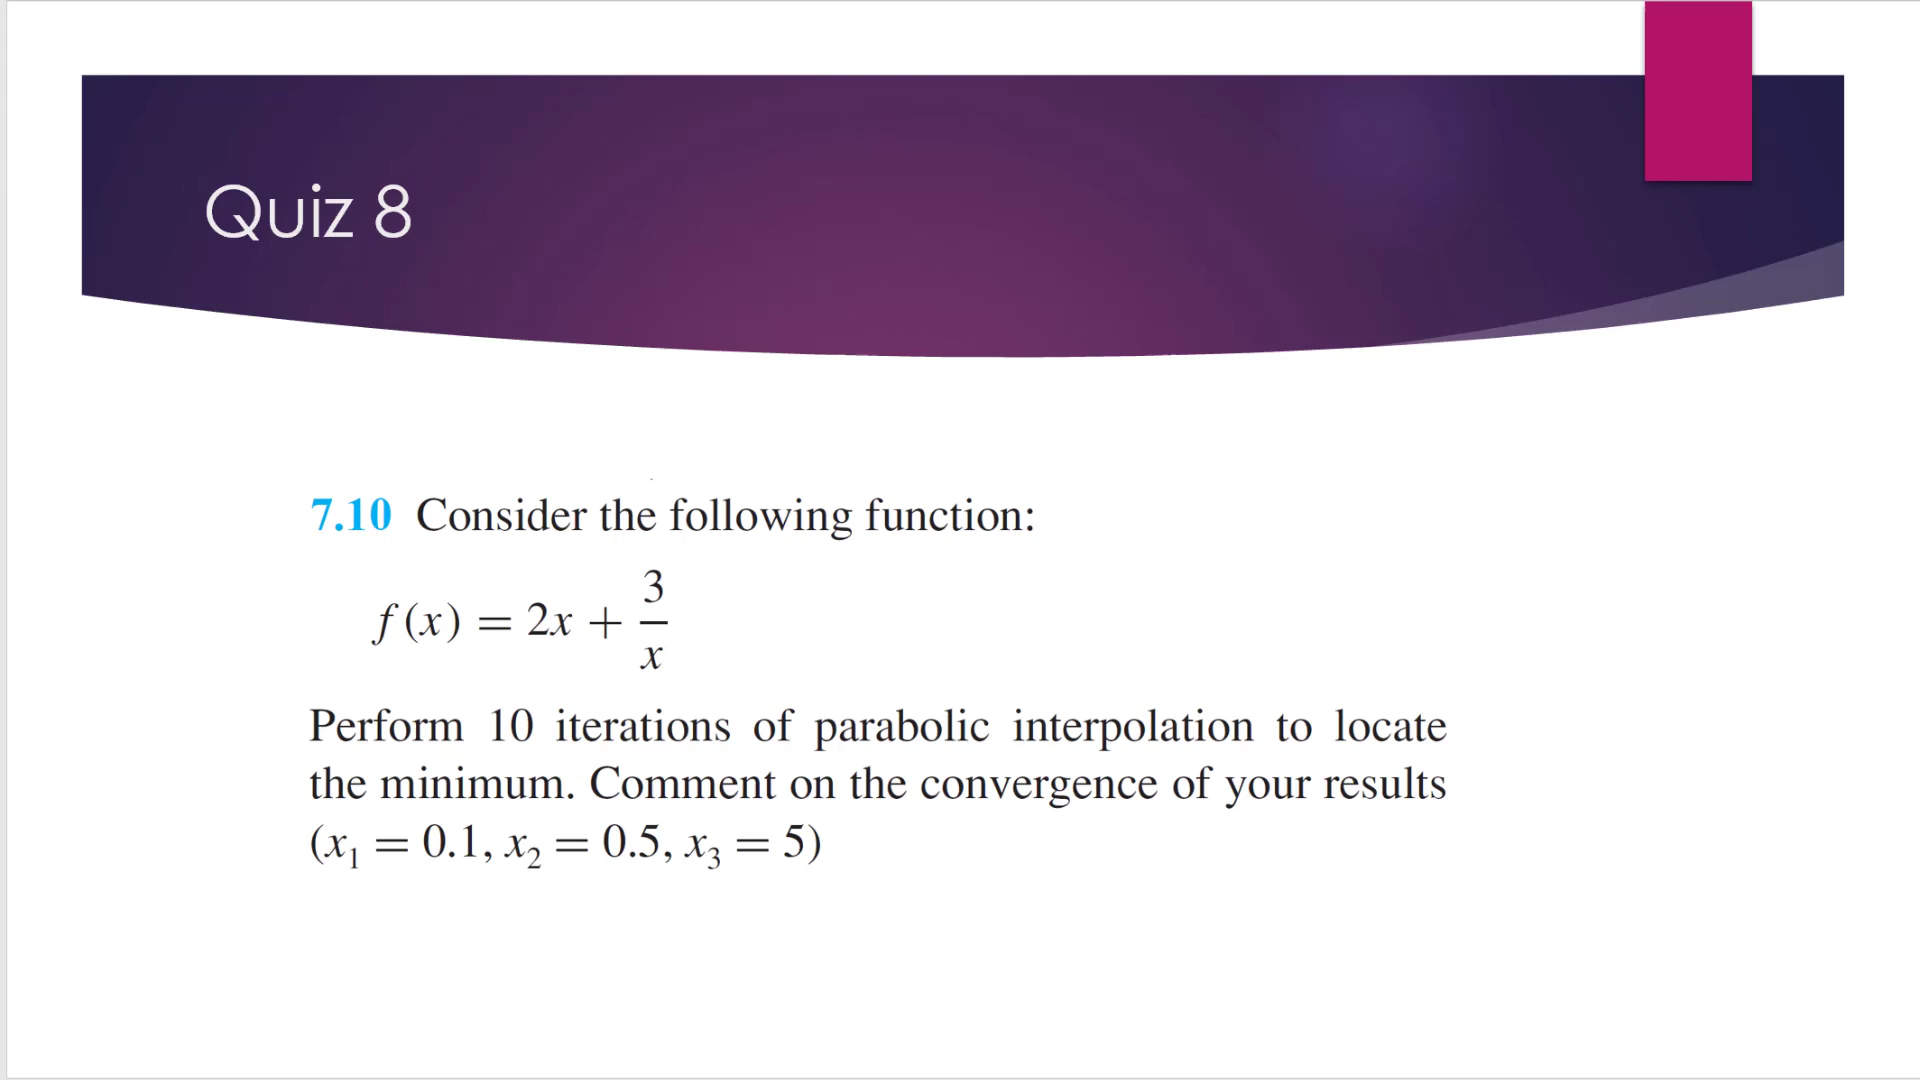 Quiz 8
7.10 Consider the following function:
f(x) = 2x + 3/x
Perform 10 iterations of parabolic interpolation to locate
the minimum. Comment on the convergence of your results
(x₁ = 0.1, x₂ = 0.5, x₃ = 5)